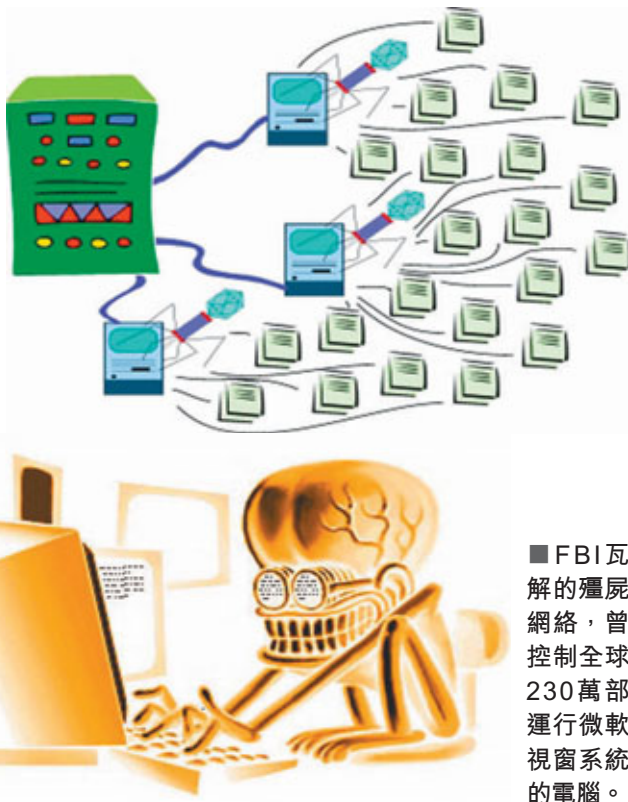 ■FBI瓦
解的殭屍
網絡，曾
控制全球
230萬部
運行微軟
視窗系統
的電腦。